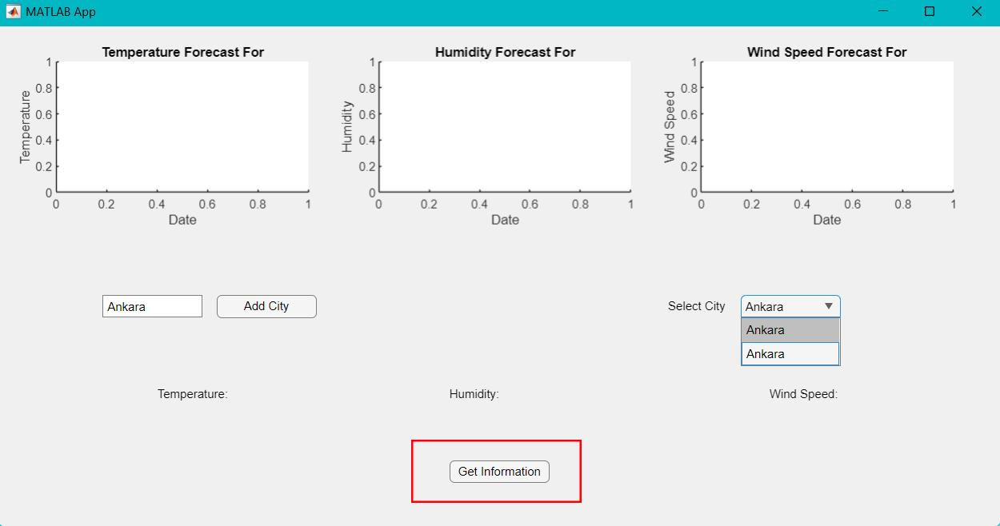 MATLAB App
Temperature Forecast For
Humidity Forecast For
Wind Speed Forecast For
1
0.8
0.6
0.4
0.2
0
Temperature
0 0.2 0.4 0.6 0.8 1
Date
1
0.8
0.6
0.4
0.2
0
Humidity
0 0.2 0.4 0.6 0.8 1
Date
1
0.8
0.6
0.4
0.2
0
Wind Speed
0 0.2 0.4 0.6 0.8 1
Date
Ankara
Add City
Select City
Ankara
Ankara
Ankara
Temperature:
Humidity:
Wind Speed:
Get Information